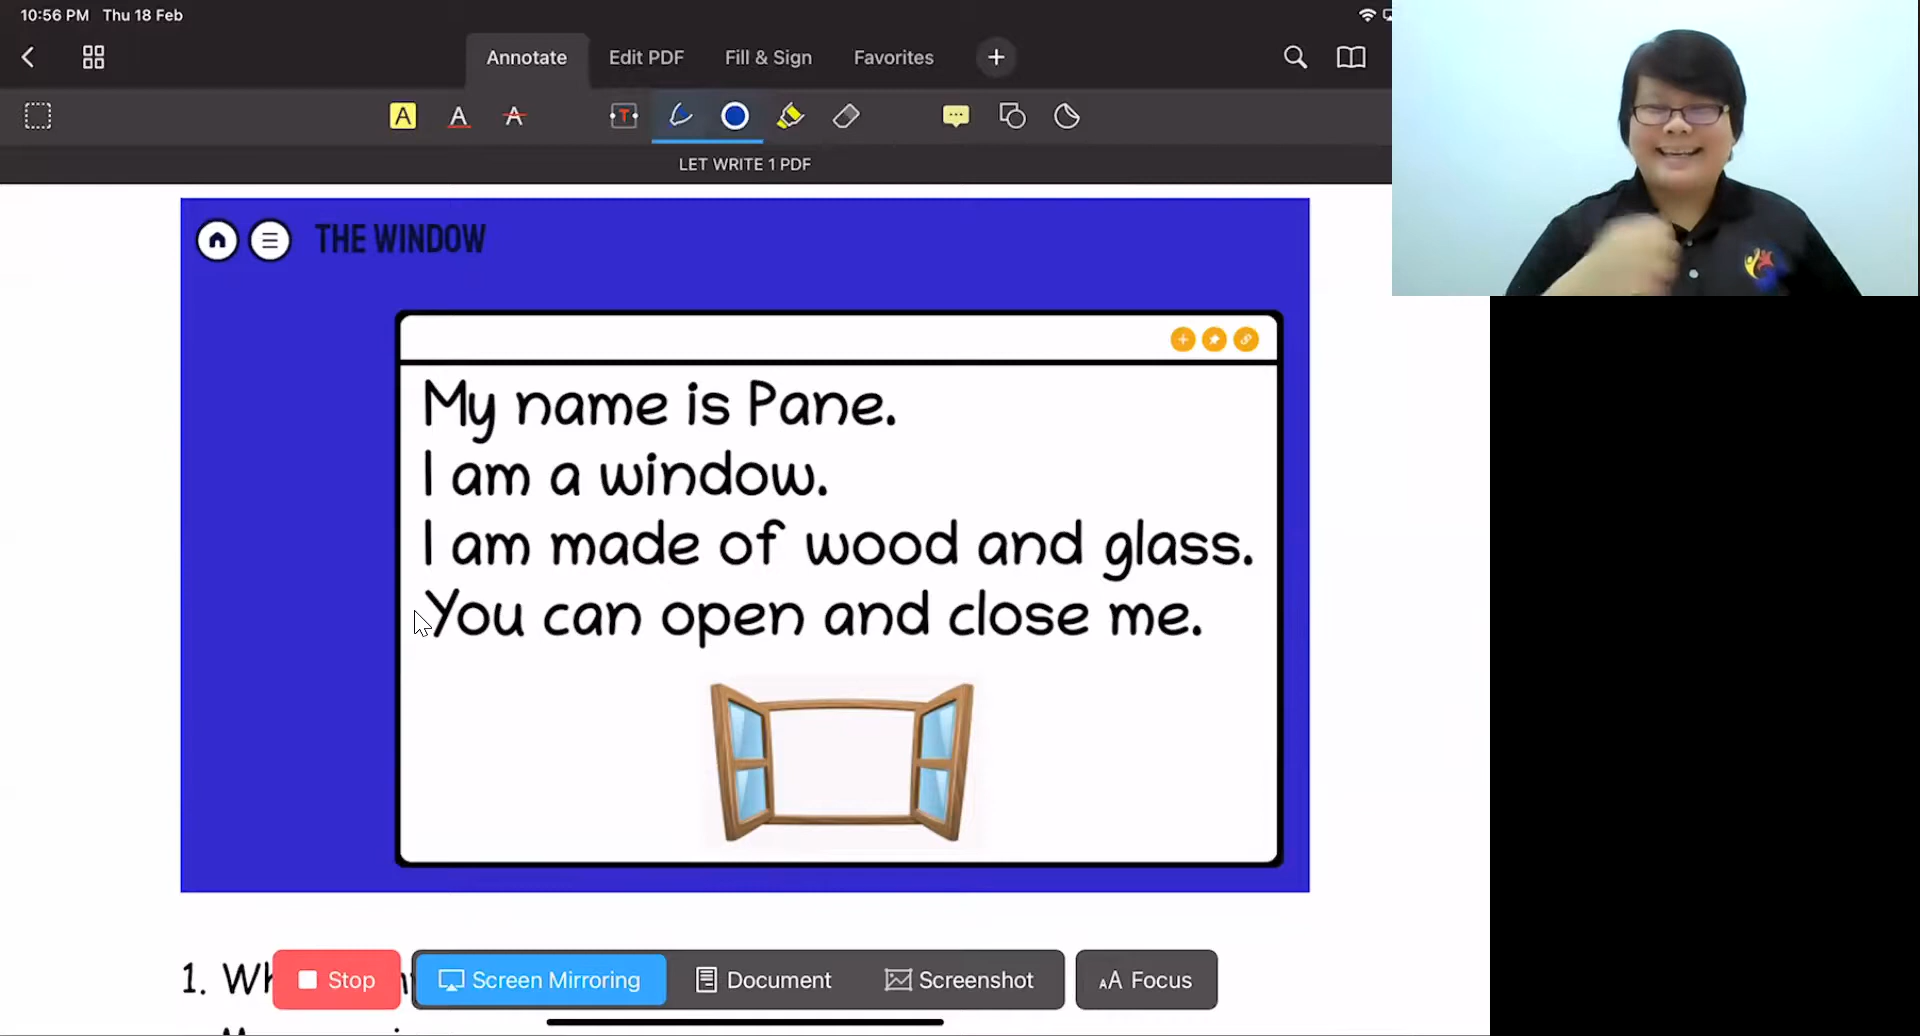 10:56 PM Thu 18 Feb
Annotate Edit PDF Fill & Sign Favorites
LET WRITE 1 PDF
THE WINDOW
My name is Pane.
I am a window.
I am made of wood and glass.
You can open and close me.
1.
Stop Screen Mirroring Document Screenshot Focus